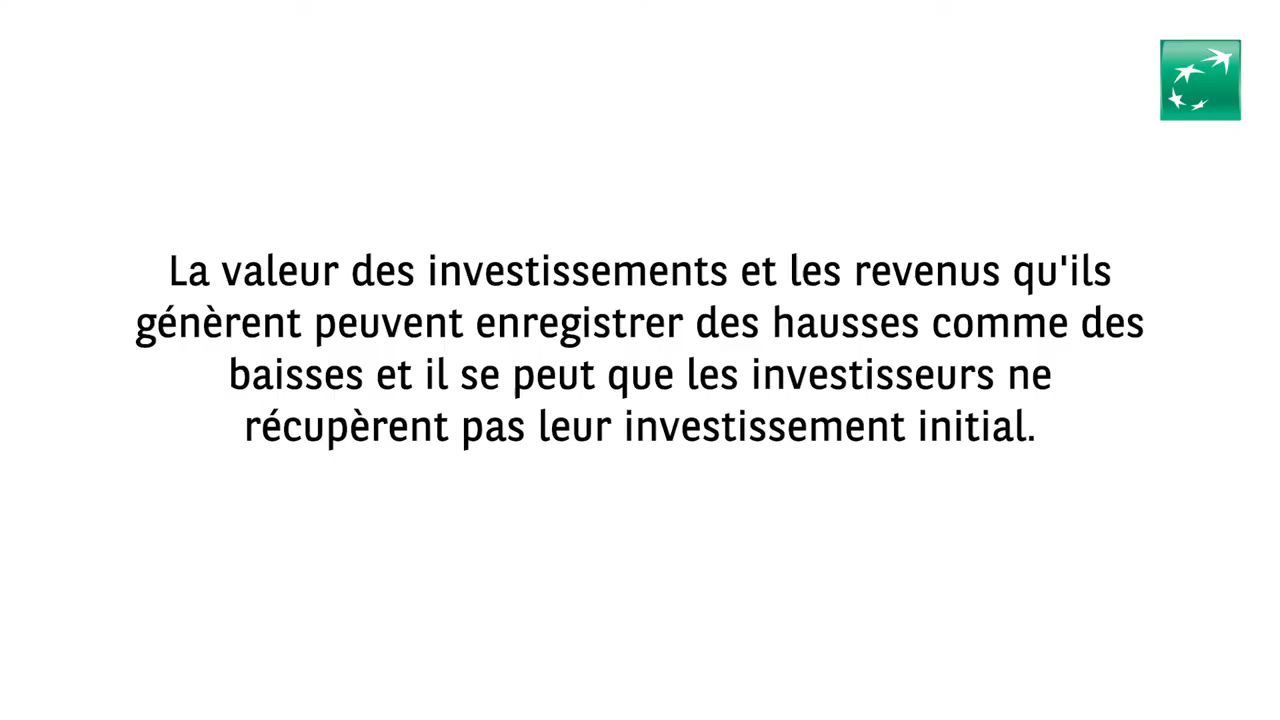 La valeur des investissements et les revenus qu'ils
génèrent peuvent enregistrer des hausses comme des
baisses et il se peut que les investisseurs ne
récupèrent pas leur investissement initial.